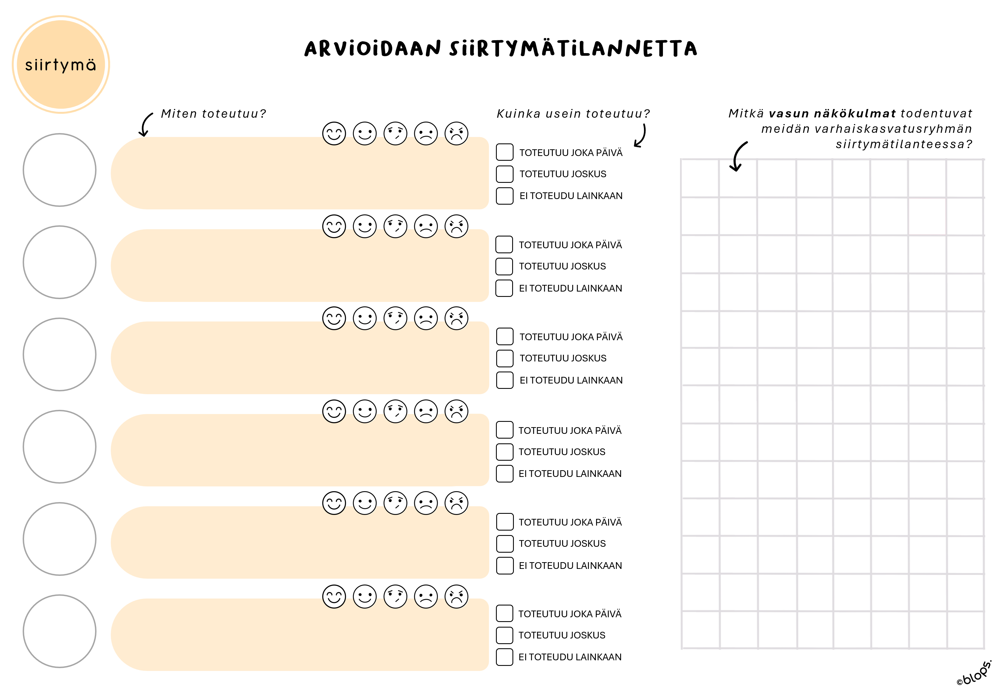 siirtymä
ARVIOIDAAN SIIRTYMÄTILANNETTA
Miten toteutuu?
Kuinka usein toteutuu?
Mitkä vasun näkökulmat todentuvat
meidän varhaiskasvatusryhmän
siirtymätilanteessa?
TOTEUTUU JOKA PÄIVÄ
TOTEUTUU JOSKUS
EI TOTEUDU LAINKAAN
TOTEUTUU JOKA PÄIVÄ
TOTEUTUU JOSKUS
EI TOTEUDU LAINKAAN
TOTEUTUU JOKA PÄIVÄ
TOTEUTUU JOSKUS
EI TOTEUDU LAINKAAN
TOTEUTUU JOKA PÄIVÄ
TOTEUTUU JOSKUS
EI TOTEUDU LAINKAAN
TOTEUTUU JOKA PÄIVÄ
TOTEUTUU JOSKUS
EI TOTEUDU LAINKAAN
TOTEUTUU JOKA PÄIVÄ
TOTEUTUU JOSKUS
EI TOTEUDU LAINKAAN
©blops.